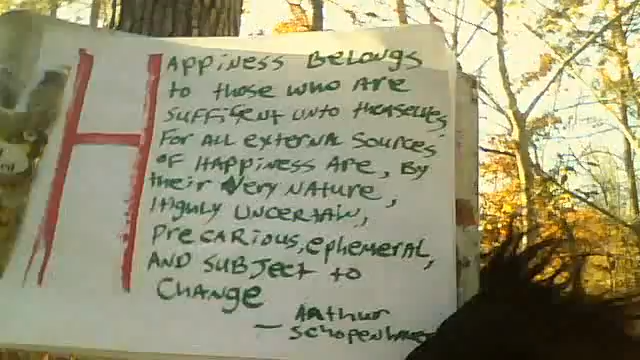 HAPPiNESS BELONGS
to those who ARE
SUFFiCENT UNTO themselves,
FOR ALL external Sources
OF HAPPiNESS ARE, By
their Very NAture,
Highly UNCERTAIN,
PreCARiOUS, ephemerAL,
AND SUBJect to
CHANGE
— Arthur
Schopenhauer